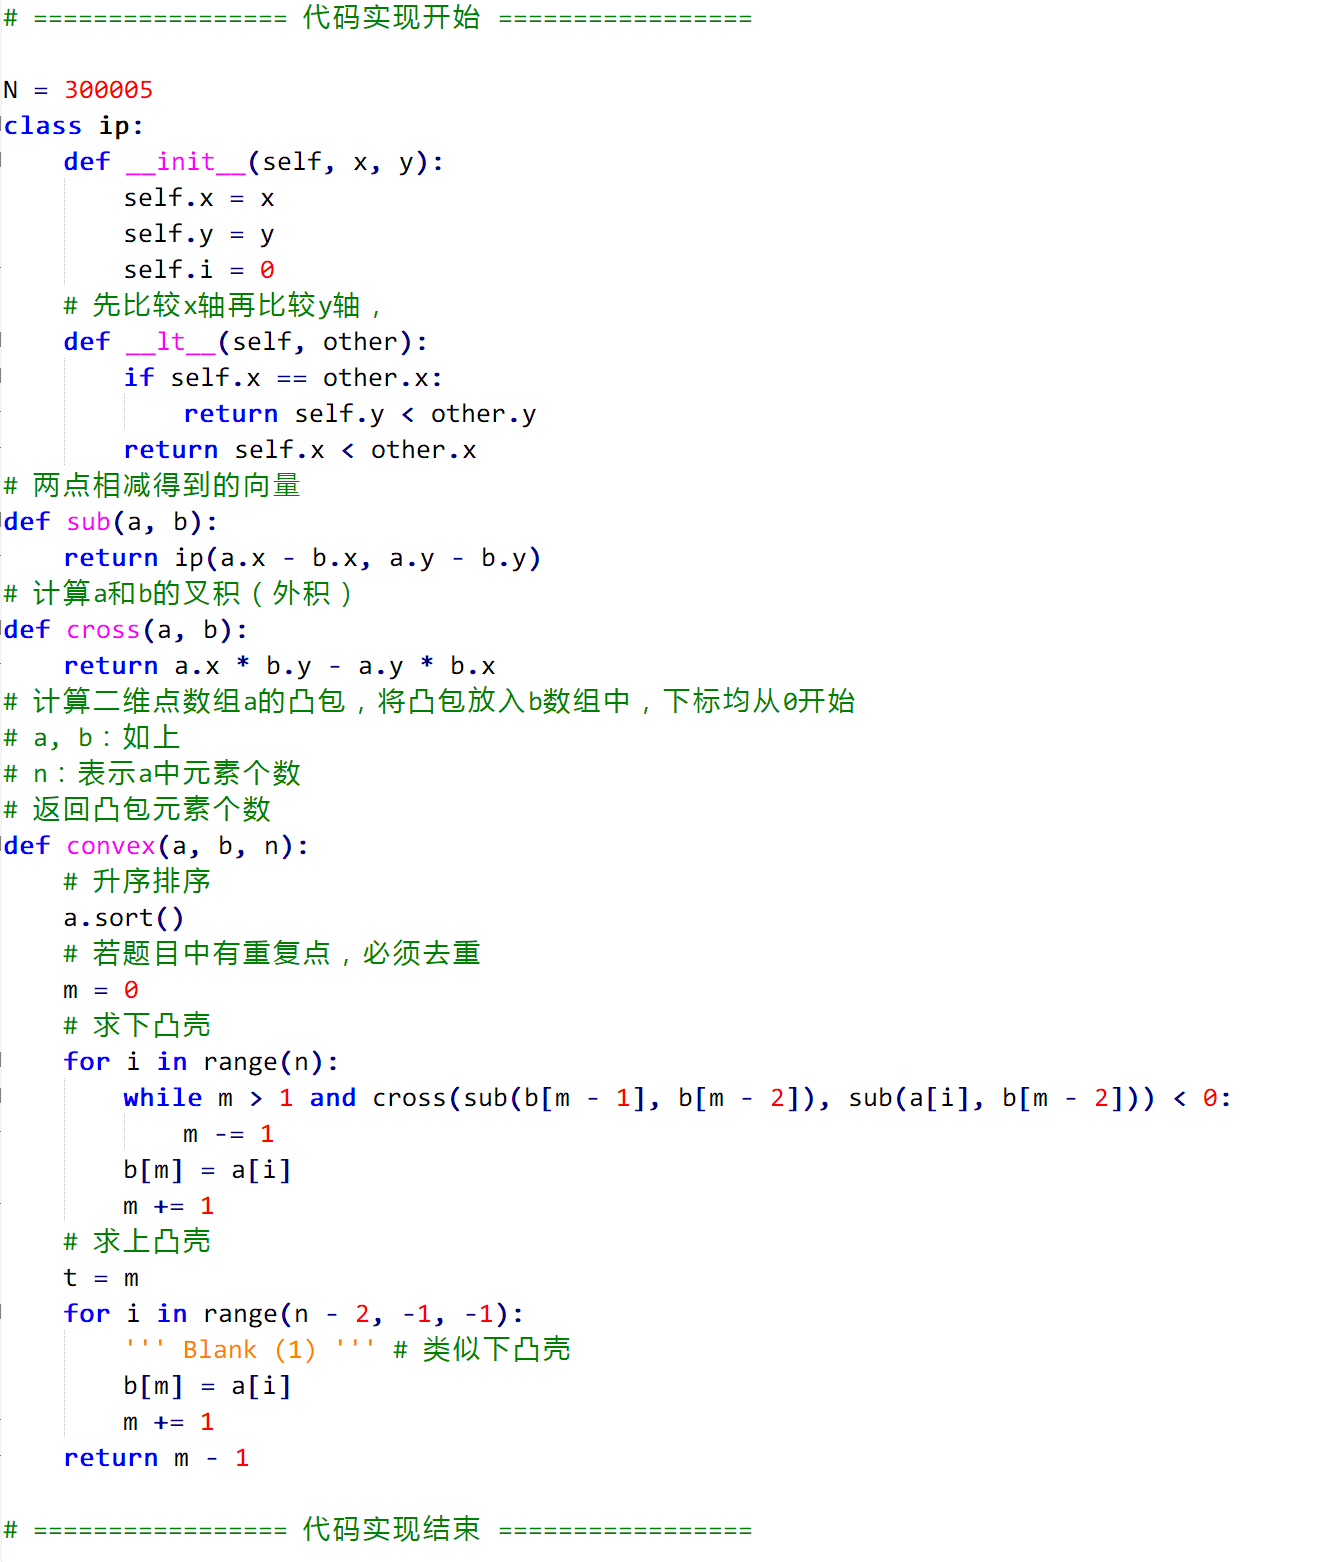 # ================= 代码实现开始 =================
N = 300005
class ip:
    def __init__(self, x, y):
        self.x = x
        self.y = y
        self.i = 0
    # 先比较x轴再比较y轴，
    def __lt__(self, other):
        if self.x == other.x:
            return self.y < other.y
        return self.x < other.x
# 两点相减得到的向量
def sub(a, b):
    return ip(a.x - b.x, a.y - b.y)
# 计算a和b的叉积（外积）
def cross(a, b):
    return a.x * b.y - a.y * b.x
# 计算二维点数组a的凸包，将凸包放入b数组中，下标均从0开始
# a, b：如上
# n：表示a中元素个数
# 返回凸包元素个数
def convex(a, b, n):
    # 升序排序
    a.sort()
    # 若题目中有重复点，必须去重
    m = 0
    # 求下凸壳
    for i in range(n):
        while m > 1 and cross(sub(b[m - 1], b[m - 2]), sub(a[i], b[m - 2])) < 0:
            m -= 1
        b[m] = a[i]
        m += 1
    # 求上凸壳
    t = m
    for i in range(n - 2, -1, -1):
        ''' Blank (1) ''' # 类似下凸壳
        b[m] = a[i]
        m += 1
    return m - 1
# ================= 代码实现结束 =================